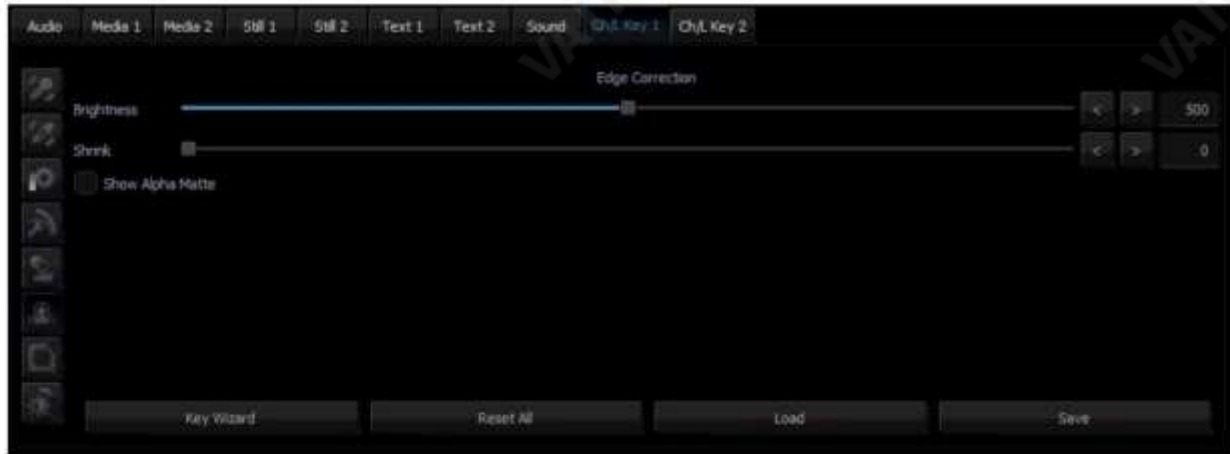 Audio Media 1 Media 2 Still 1 Still 2 Text 1 Text 2 Sound Ch/L Key 1 Ch/L Key 2
Edge Correction
Brightness < > 500
Shrink < > 0
Show Alpha Matte
Key Wizard Reset All Load Save